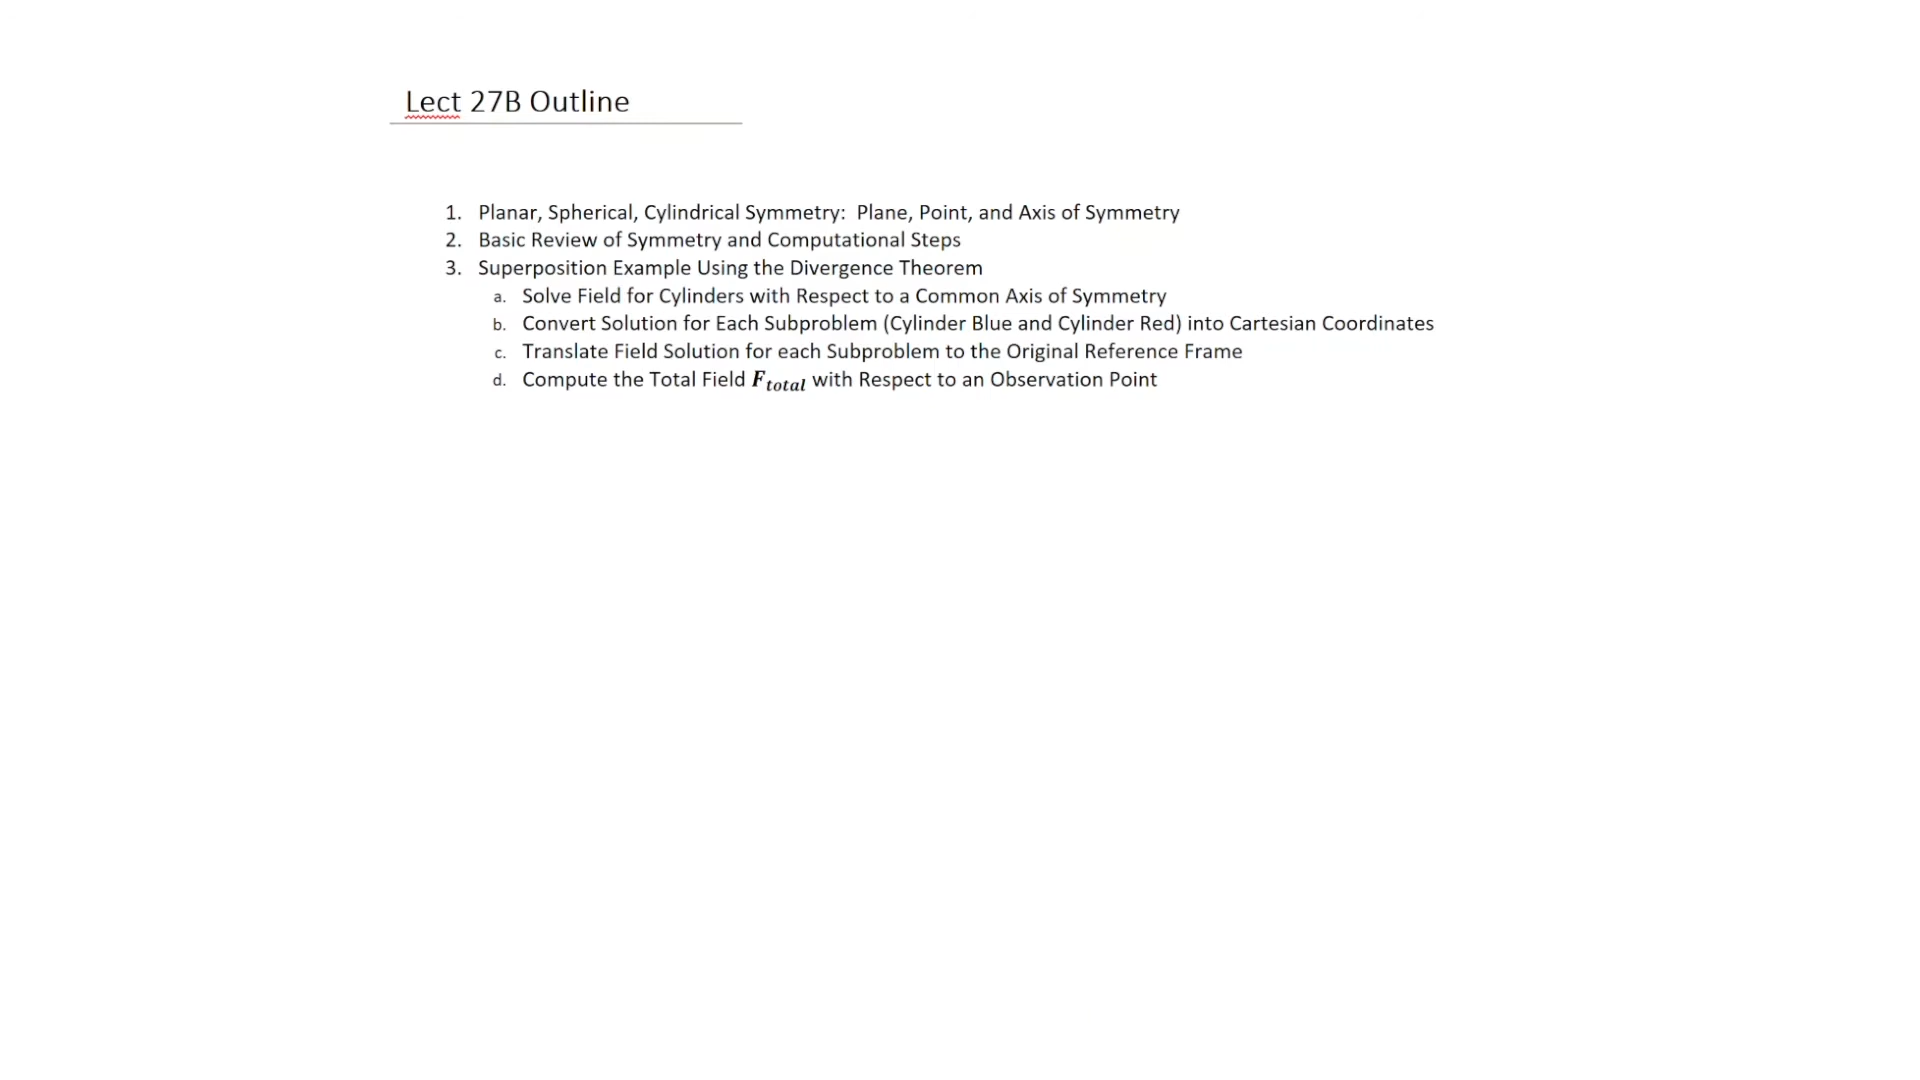 Lect 27B Outline
1. Planar, Spherical, Cylindrical Symmetry: Plane, Point, and Axis of Symmetry
2. Basic Review of Symmetry and Computational Steps
3. Superposition Example Using the Divergence Theorem
a. Solve Field for Cylinders with Respect to a Common Axis of Symmetry
b. Convert Solution for Each Subproblem (Cylinder Blue and Cylinder Red) into Cartesian Coordinates
c. Translate Field Solution for each Subproblem to the Original Reference Frame
d. Compute the Total Field F_total with Respect to an Observation Point